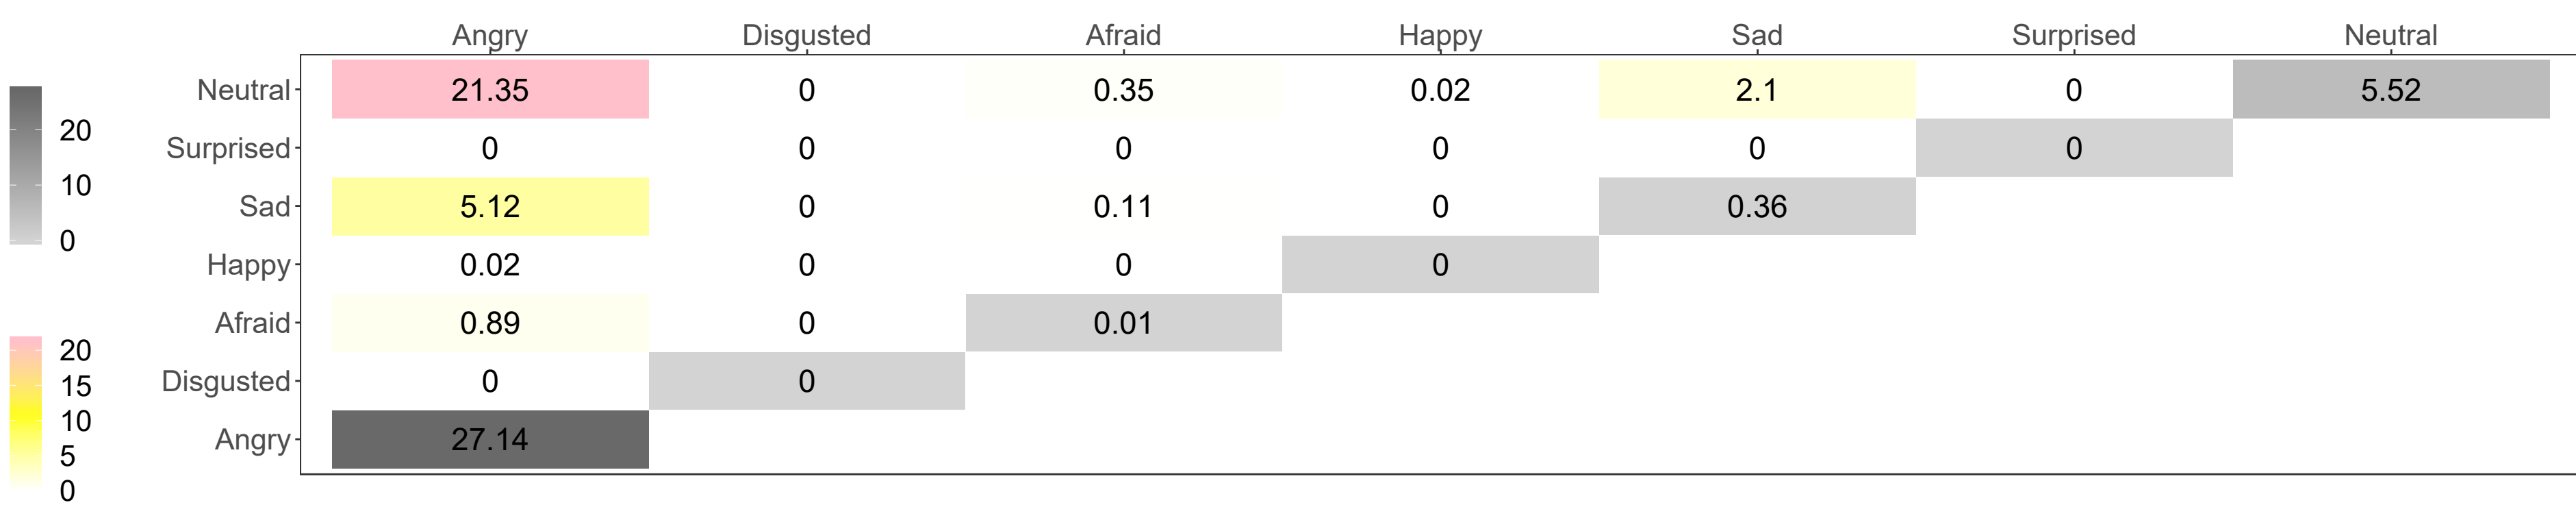 Angry Disgusted Afraid Happy Sad Surprised Neutral
Neutral 21.35 0 0.35 0.02 2.1 0 5.52
Surprised 0 0 0 0 0 0
Sad 5.12 0 0.11 0 0.36
Happy 0.02 0 0 0
Afraid 0.89 0 0.01
Disgusted 0 0
Angry 27.14
20
10
0
20
15
10
5
0